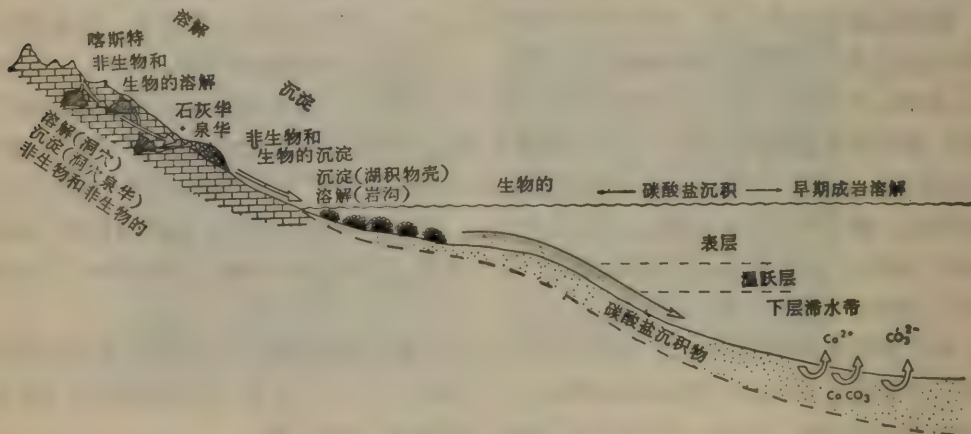 溶解
喀斯特
非生物和
生物的溶解
沉淀
石灰华
泉华
溶解(洞穴)
沉淀(洞穴泉华)
非生物和非生物的
非生物和
生物的沉淀
沉淀(湖积物壳)
溶解(岩沟)
生物的
碳酸盐沉积
早期成岩溶解
表层
温跃层
下层滞水带
碳酸盐沉积物
Ca²⁺
CO₃²⁻
CaCO₃